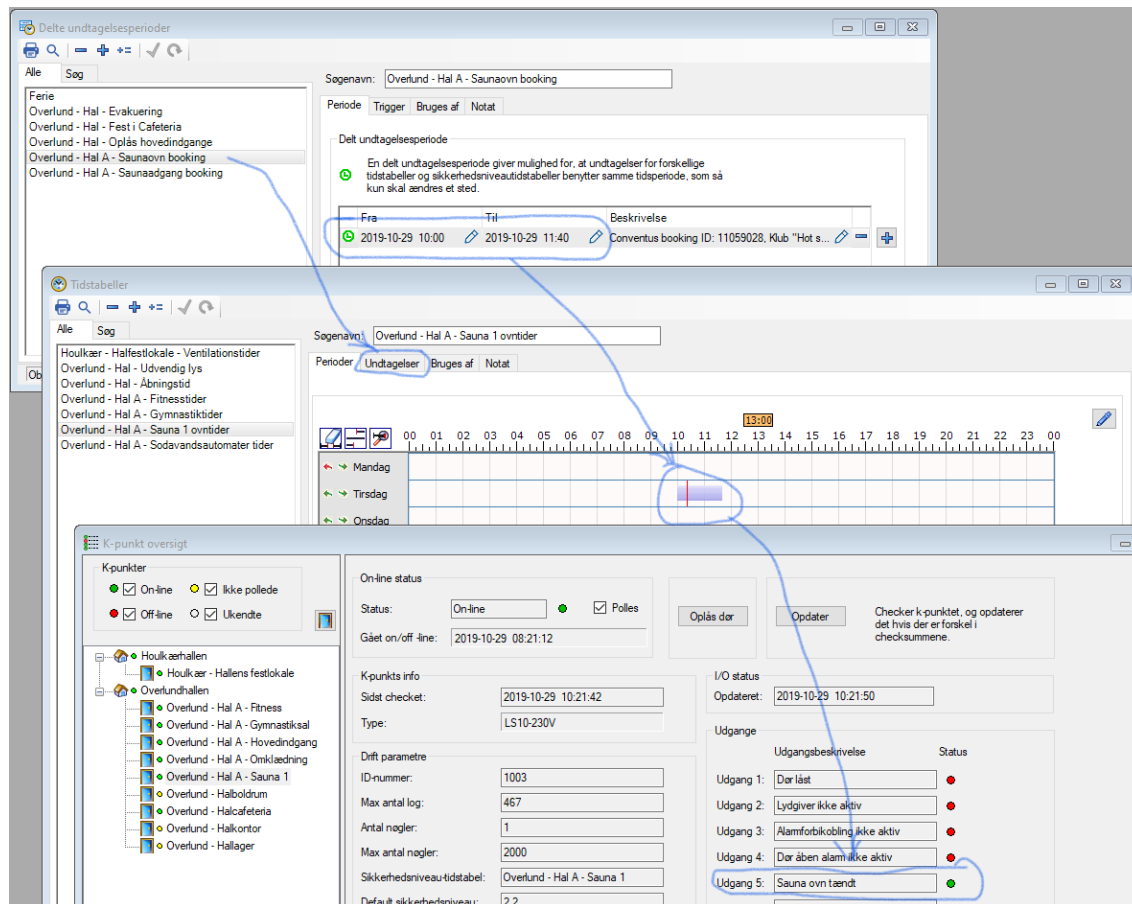 Delte undtagelsesperioder
Alle Søg
Ferie
Overlund - Hal - Evakuering
Overlund - Hal - Fest i Cafeteria
Overlund - Hal - Oplås hovedindgange
Overlund - Hal A - Saunaovn booking
Overlund - Hal A - Saunaadgang booking
Søgenavn: Overlund - Hal A - Saunaovn booking
Periode Trigger Bruges af Notat
Delt undtagelsesperiode
En delt undtagelsesperiode giver mulighed for, at undtagelser for forskellige
tidstabeller og sikkerhedsniveautidstabeller benytter samme tidsperiode, som så
kun skal ændres et sted.
Fra Til Beskrivelse
2019-10-29 10:00 2019-10-29 11:40 Conventus booking ID: 11059028, Klub "Hot s...
Ob
Tidstabeller
Alle Søg
Houlkær - Halfestlokale - Ventilationstider
Overlund - Hal - Udvendig lys
Overlund - Hal - Åbningstid
Overlund - Hal A - Fitnesstider
Overlund - Hal A - Gymnastiktider
Overlund - Hal A - Sauna 1 ovntider
Overlund - Hal A - Sodavandsautomater tider
Søgenavn: Overlund - Hal A - Sauna 1 ovntider
Perioder Undtagelser Bruges af Notat
13:00
00 01 02 03 04 05 06 07 08 09 10 11 12 13 14 15 16 17 18 19 20 21 22 23 00
Mandag
Tirsdag
Onsdag
K-punkt oversigt
K-punkter
On-line Ikke pollede
Off-line Ukendte
Houlkærhallen
Houlkær - Hallens festlokale
Overlundhallen
Overlund - Hal A - Fitness
Overlund - Hal A - Gymnastiksal
Overlund - Hal A - Hovedindgang
Overlund - Hal A - Omklædning
Overlund - Hal A - Sauna 1
Overlund - Halboldrum
Overlund - Halcafeteria
Overlund - Halkontor
Overlund - Hallager
On-line status
Status: On-line Polles
Gået on/off -line: 2019-10-29 08:21:12
Oplås dør
Opdater
Checker k-punktet, og opdaterer
det hvis der er forskel i
checksummene.
K-punkts info
Sidst checket: 2019-10-29 10:21:42
Type: LS10-230V
Drift parametre
ID-nummer: 1003
Max antal log: 467
Antal nøgler: 1
Max antal nøgler: 2000
Sikkerhedsniveau-tidstabel: Overlund - Hal A - Sauna 1
Default sikkerhedsniveau: 2,2
I/O status
Opdateret: 2019-10-29 10:21:50
Udgange
Udgangsbeskrivelse Status
Udgang 1: Dør låst
Udgang 2: Lydgiver ikke aktiv
Udgang 3: Alarmforbikobling ikke aktiv
Udgang 4: Dør åben alarm ikke aktiv
Udgang 5: Sauna ovn tændt